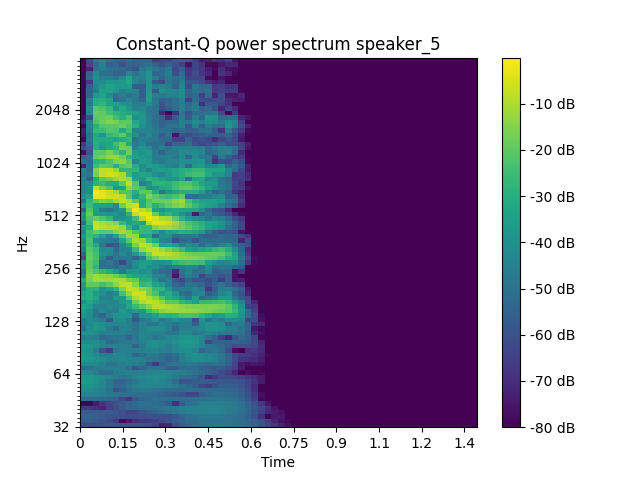 Constant-Q power spectrum speaker_5
Hz
2048
1024
512
256
128
64
32
0 0.15 0.3 0.45 0.6 0.75 0.9 1.1 1.2 1.4
Time
-10 dB
-20 dB
-30 dB
-40 dB
-50 dB
-60 dB
-70 dB
-80 dB